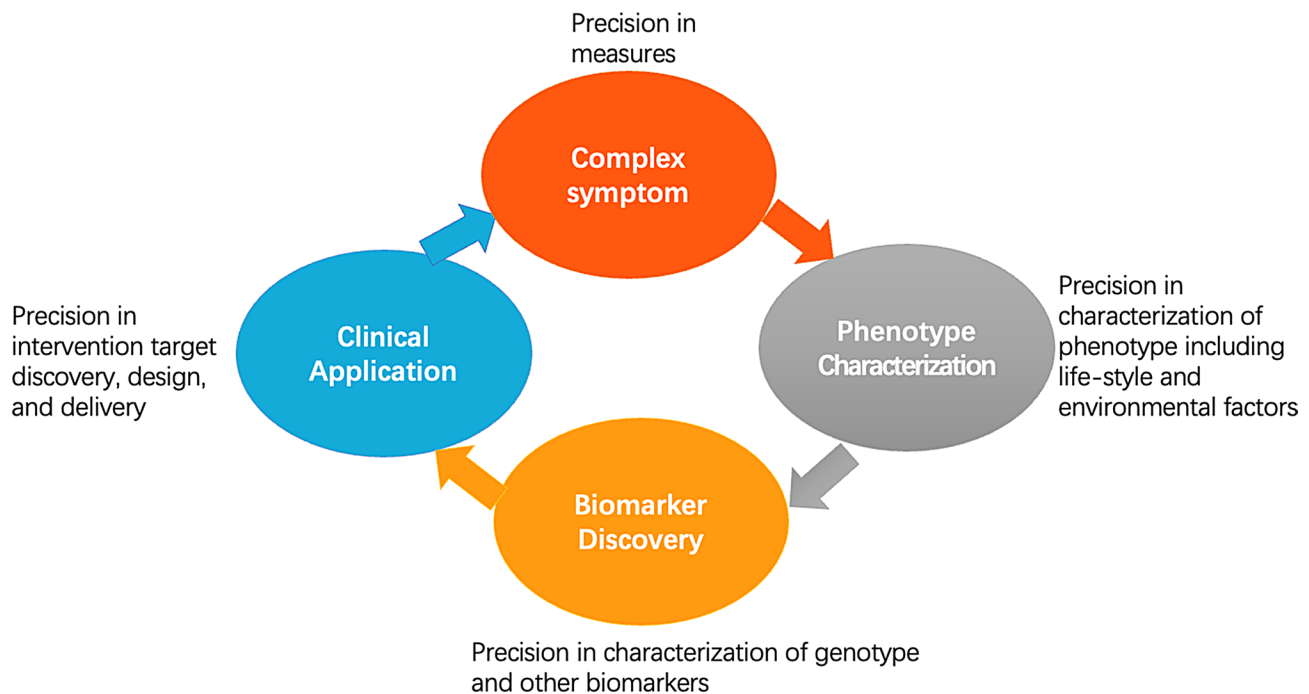 Precision in
measures
Complex
symptom
Phenotype
Characterization
Precision in
characterization of
phenotype including
life-style and
environmental factors
Biomarker
Discovery
Precision in characterization of genotype
and other biomarkers
Clinical
Application
Precision in
intervention target
discovery, design,
and delivery